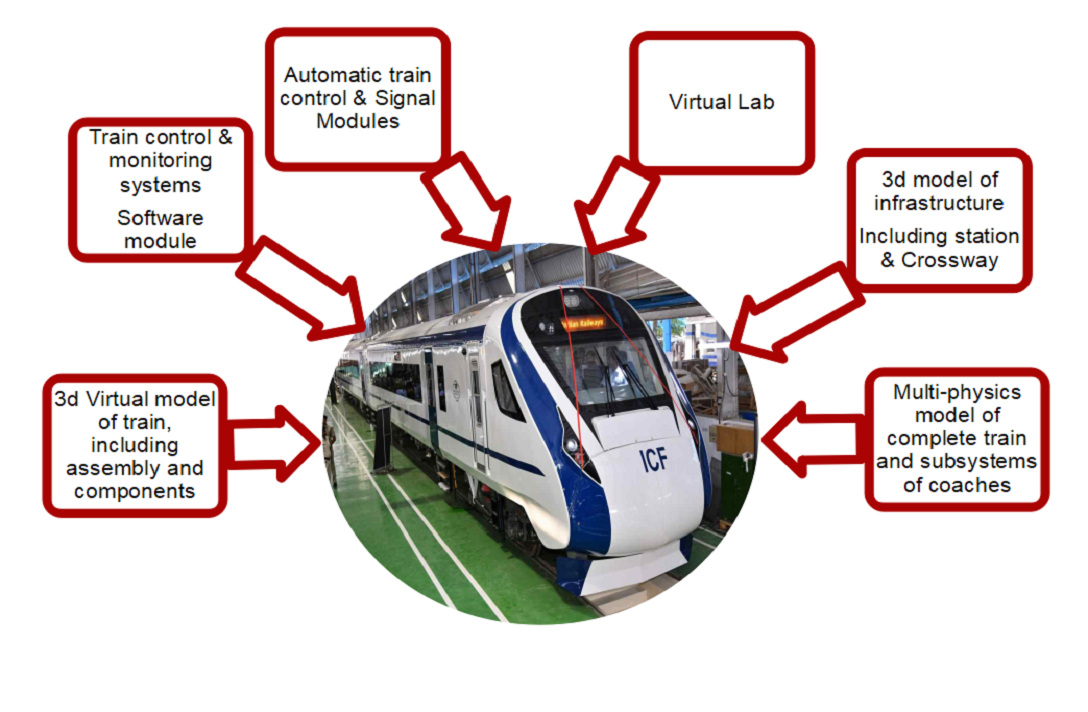 Automatic train
control & Signal
Modules
Virtual Lab
Train control &
monitoring
systems
Software
module
3d model of
infrastructure
Including station
& Crossway
3d Virtual model
of train,
including
assembly and
components
Multi-physics
model of
complete train
and subsystems
of coaches
Railways
ICF